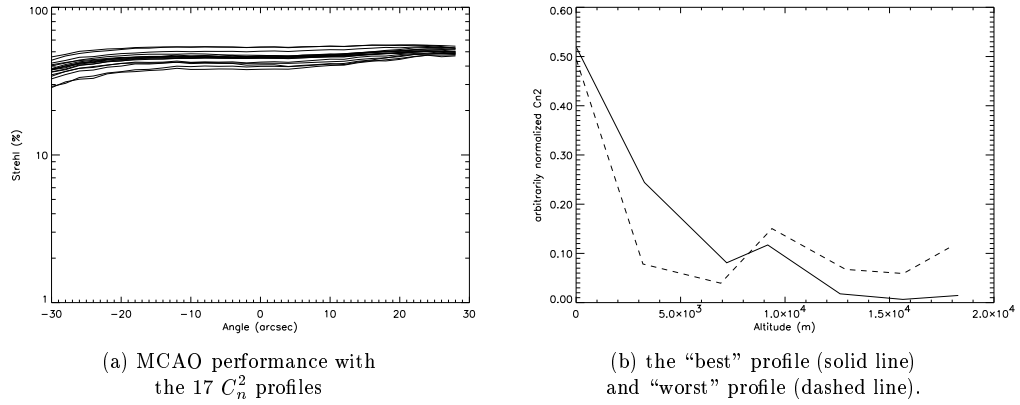 100
10
1
Strehl (%)
−30 −20 −10 0 10 20 30
Angle (arcsec)
(a) MCAO performance with
the 17 C_n^2 profiles
0.60
0.50
0.40
0.30
0.20
0.10
0.00
arbitrarily normalized Cn2
0 5.0×10^3 1.0×10^4 1.5×10^4 2.0×10^4
Altitude (m)
(b) the “best” profile (solid line)
and “worst” profile (dashed line).